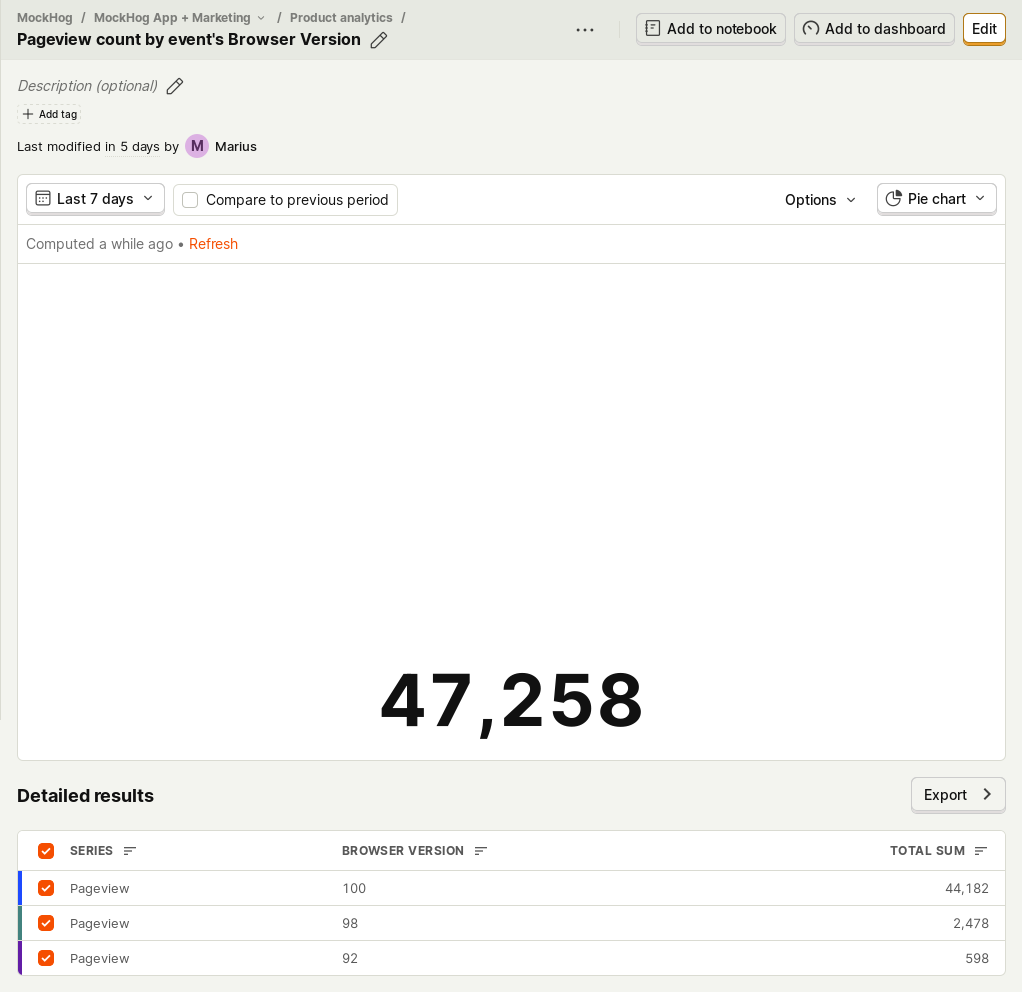 MockHog / MockHog App + Marketing / Product analytics /
Pageview count by event's Browser Version
Add to notebook
Add to dashboard
Edit
Description (optional)
Add tag
Last modified in 5 days by M Marius
Last 7 days
Compare to previous period
Options
Pie chart
Computed a while ago • Refresh
47,258
Detailed results
Export
SERIES BROWSER VERSION TOTAL SUM
Pageview 100 44,182
Pageview 98 2,478
Pageview 92 598